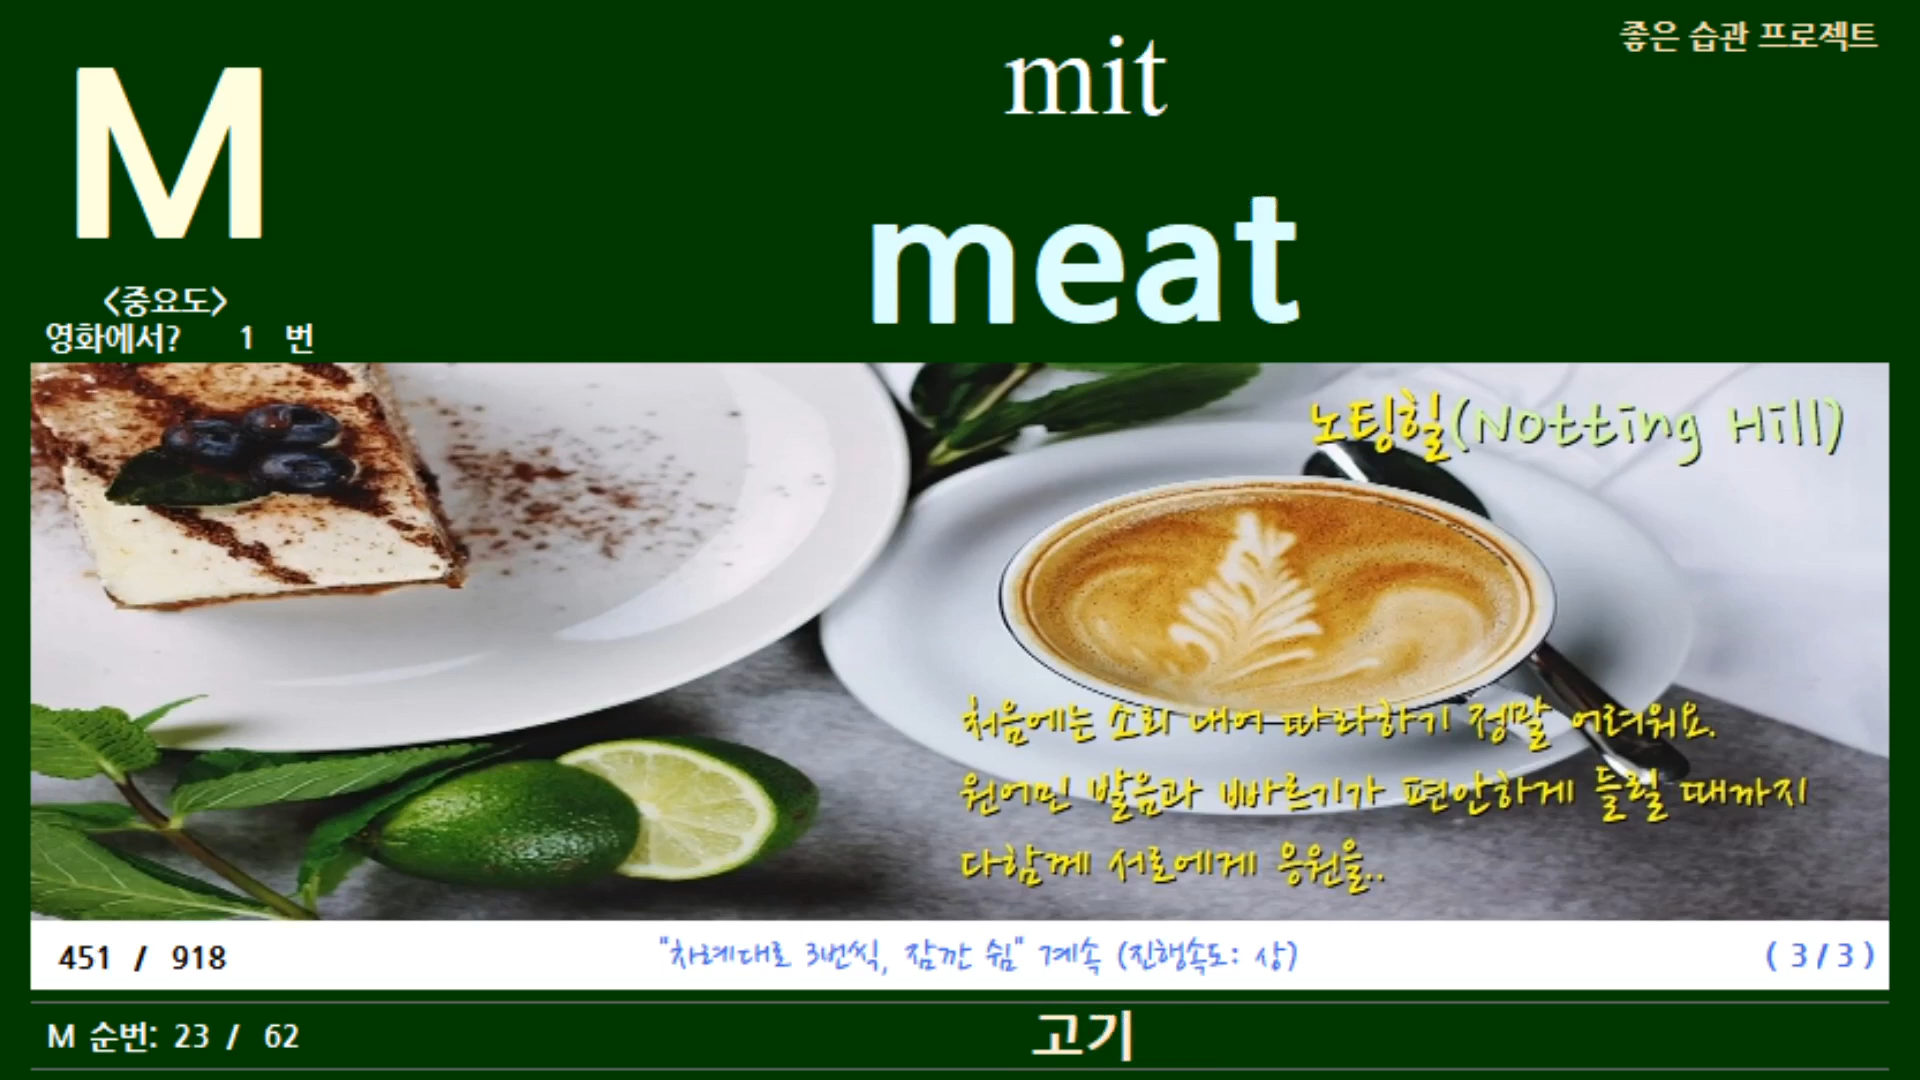 좋은 습관 프로젝트
M
mit
meat
<중요도>
영화에서? 1 번
노팅힐(Notting Hill)
처음에는 소리 내어 따라하기 정말 어려워요.
원어민 발음과 빠르기가 편안하게 들릴 때까지
다함께 서로에게 응원을..
451 / 918
"차례대로 3번씩, 잠깐 쉼" 계속 (진행속도: 상)
( 3 / 3 )
M 순번: 23 / 62
고기